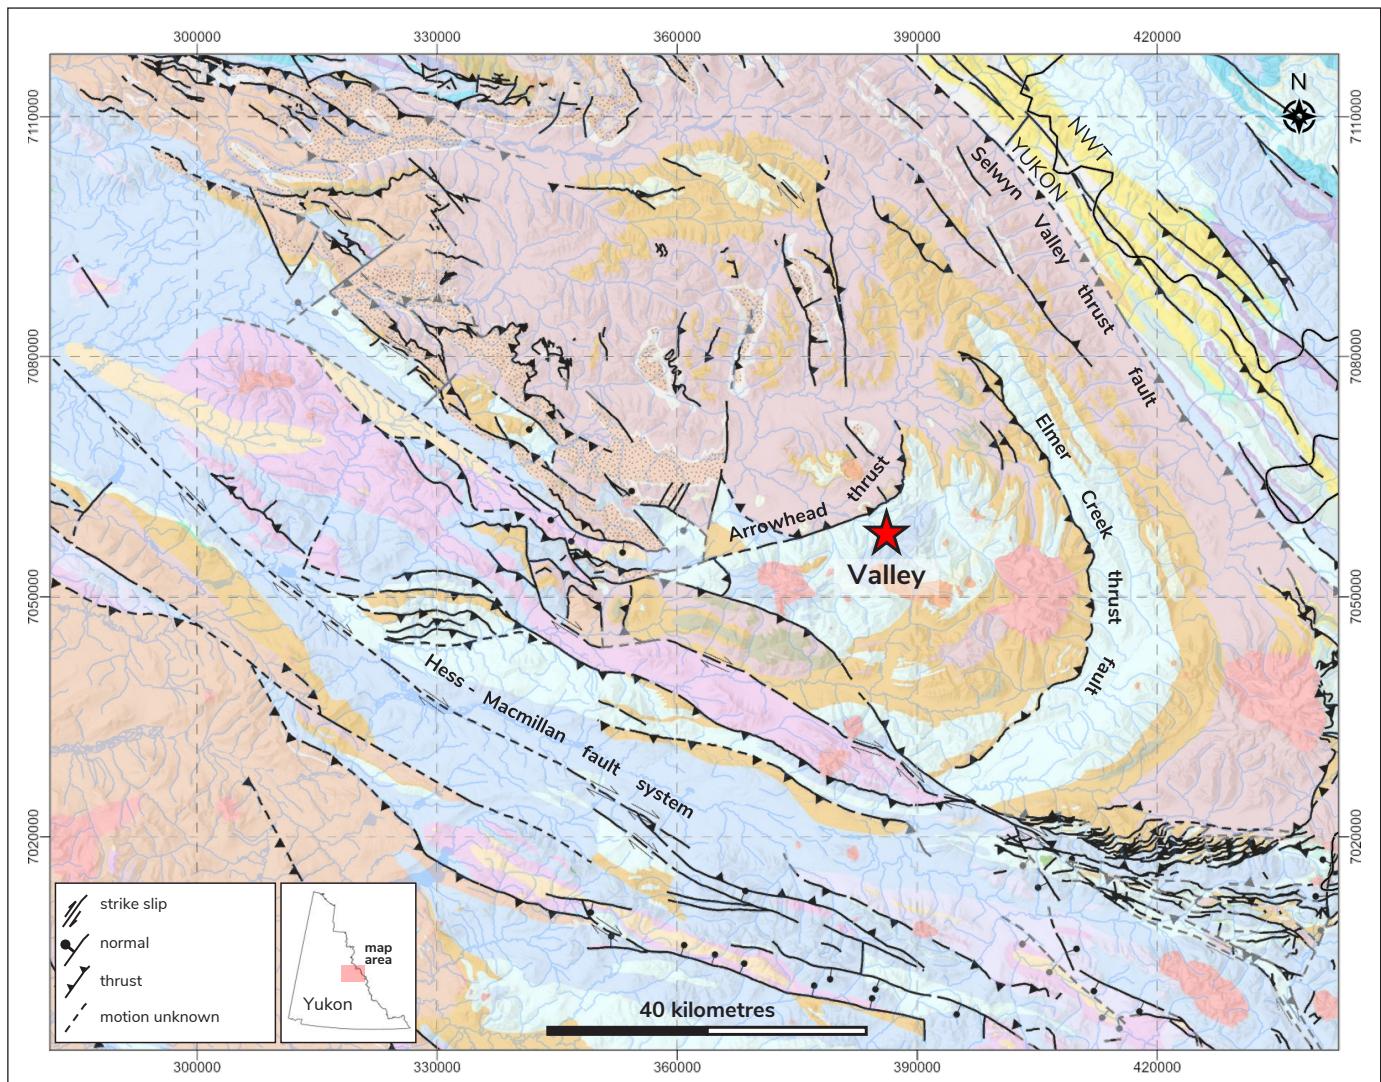 300000
330000
360000
390000
420000
N
7110000
7110000
NWT
YUKON
Selwyn Valley thrust fault
7080000
7080000
Elmer Creek thrust fault
Arrowhead thrust
Valley
7050000
7050000
Hess - Macmillan fault system
7020000
7020000
strike slip
normal
thrust
motion unknown
map
area
Yukon
40 kilometres
300000
330000
360000
390000
420000